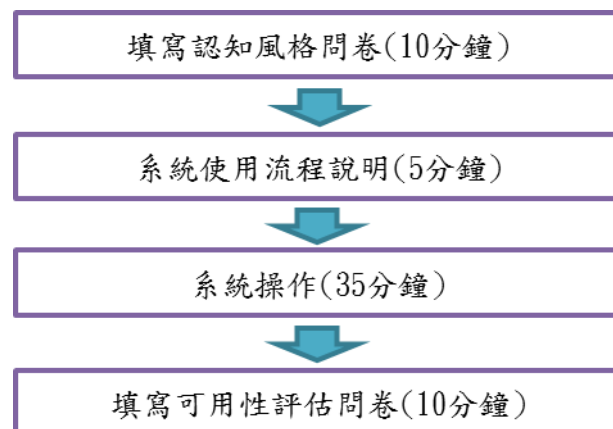 填寫認知風格問卷(10分鐘)
系統使用流程說明(5分鐘)
系統操作(35分鐘)
填寫可用性評估問卷(10分鐘)